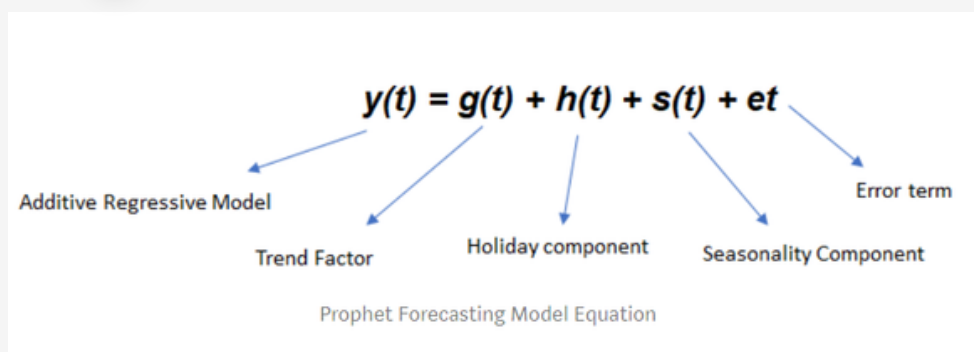 y(t) = g(t) + h(t) + s(t) + et
Additive Regressive Model
Trend Factor
Holiday component
Seasonality Component
Error term
Prophet Forecasting Model Equation